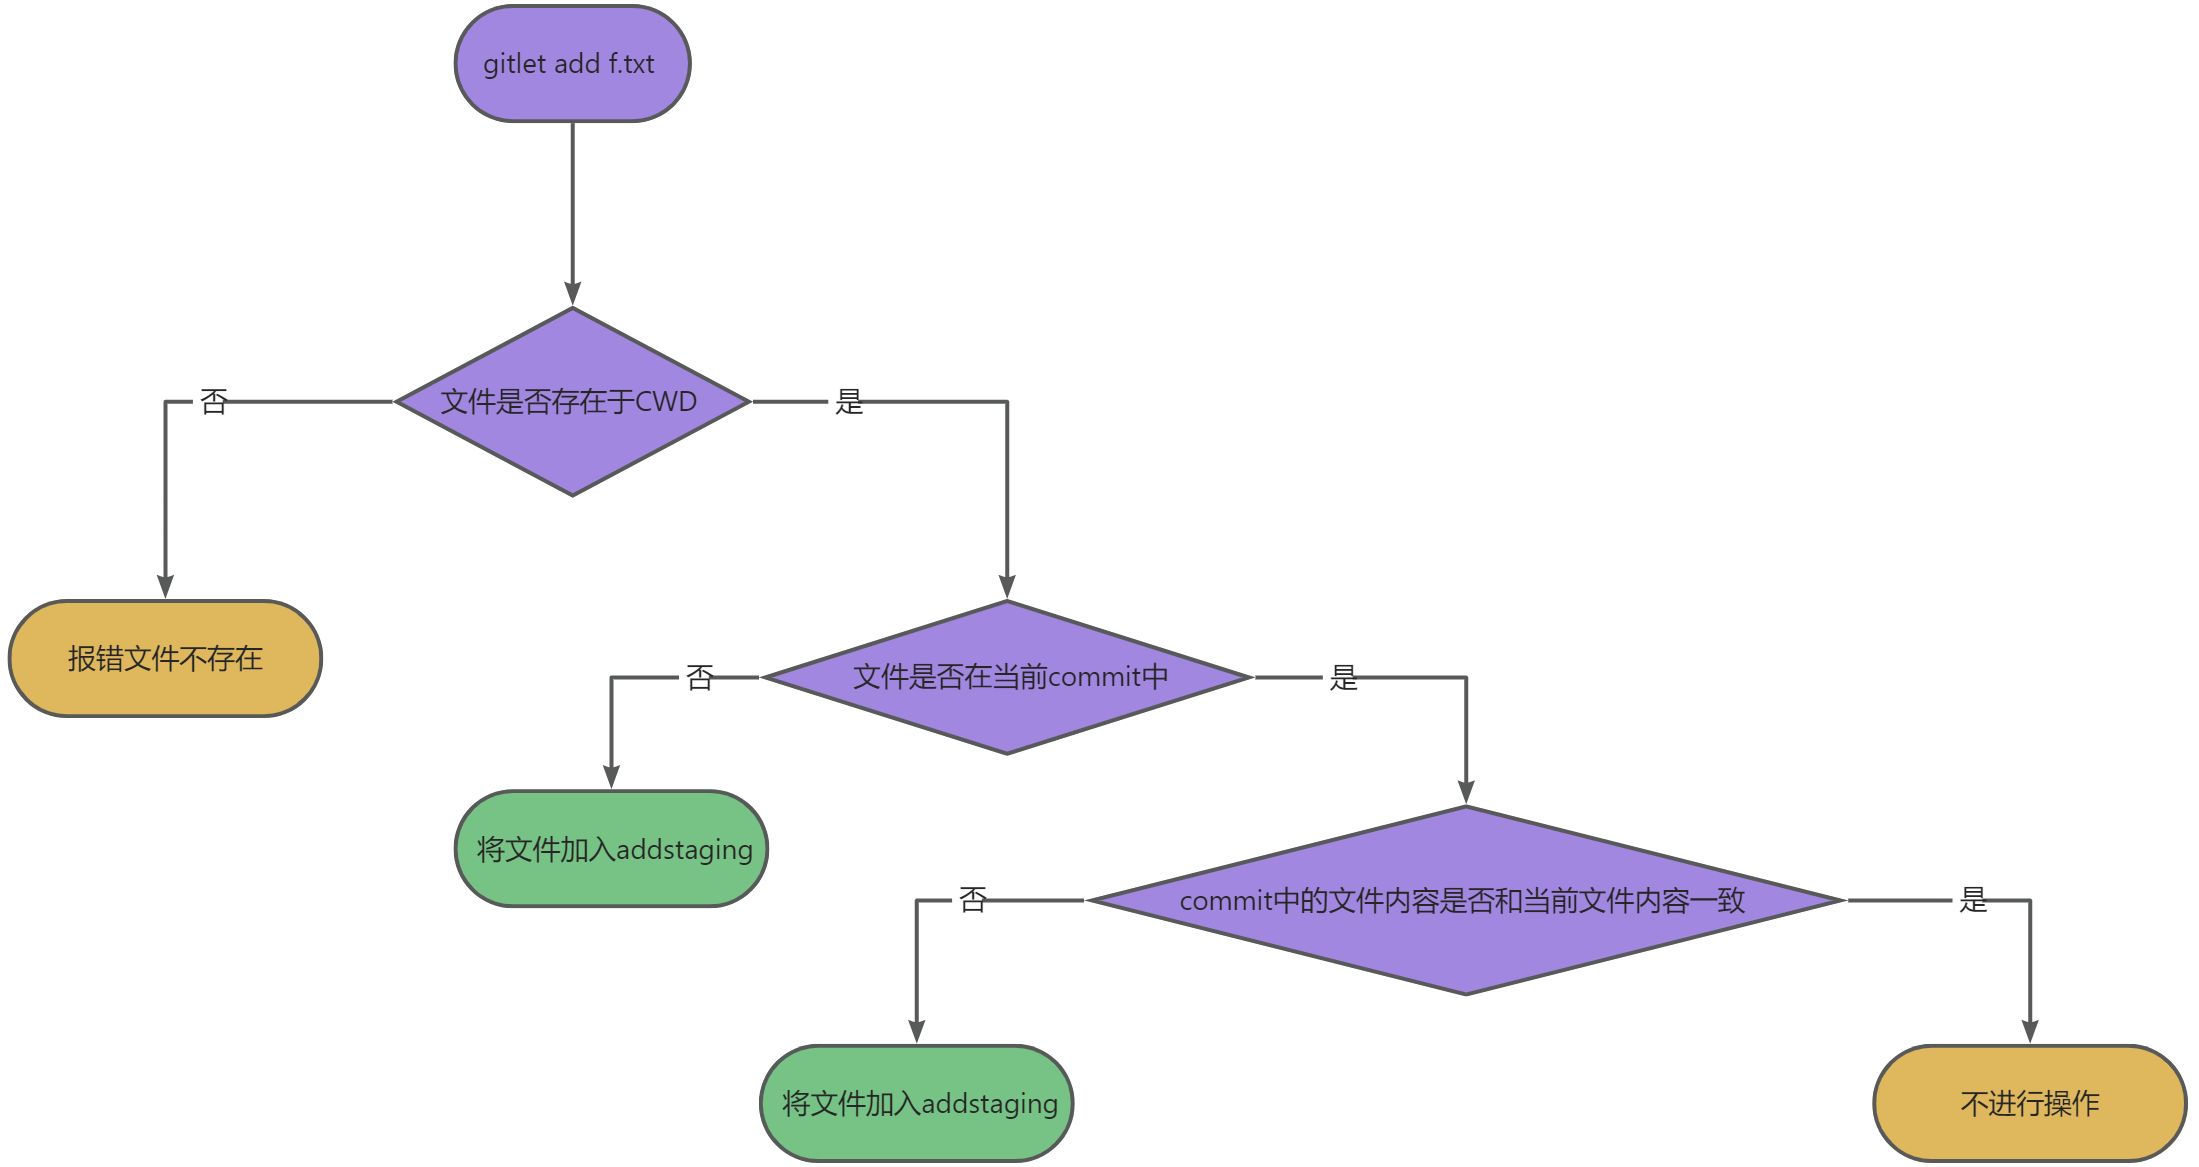 gitlet add f.txt
否
文件是否存在于CWD
是
报错文件不存在
否
文件是否在当前commit中
是
将文件加入addstaging
否
commit中的文件内容是否和当前文件内容一致
是
将文件加入addstaging
不进行操作